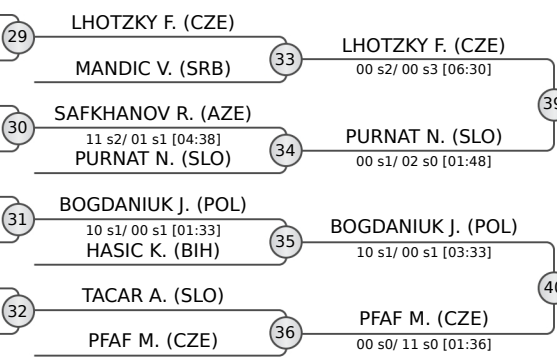 29
LHOTZKY F. (CZE)
MANDIC V. (SRB)
33
LHOTZKY F. (CZE)
00 s2/ 00 s3 [06:30]
30
SAFKHANOV R. (AZE)
11 s2/ 01 s1 [04:38]
PURNAT N. (SLO)
34
PURNAT N. (SLO)
00 s1/ 02 s0 [01:48]
39
31
BOGDANIUK J. (POL)
10 s1/ 00 s1 [01:33]
HASIC K. (BIH)
35
BOGDANIUK J. (POL)
10 s1/ 00 s1 [03:33]
32
TACAR A. (SLO)
PFAF M. (CZE)
36
PFAF M. (CZE)
00 s0/ 11 s0 [01:36]
40